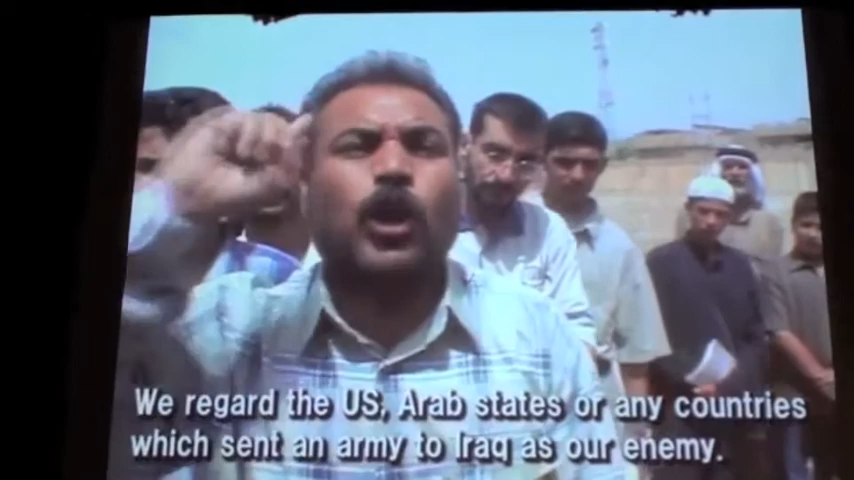 We regard the US, Arab states or any countries
which sent an army to Iraq as our enemy.